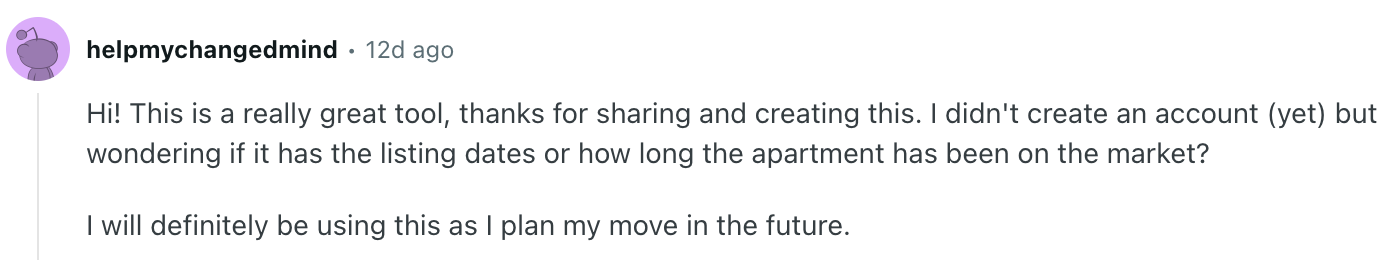 helpmychangedmind • 12d ago
Hi! This is a really great tool, thanks for sharing and creating this. I didn't create an account (yet) but
wondering if it has the listing dates or how long the apartment has been on the market?
I will definitely be using this as I plan my move in the future.